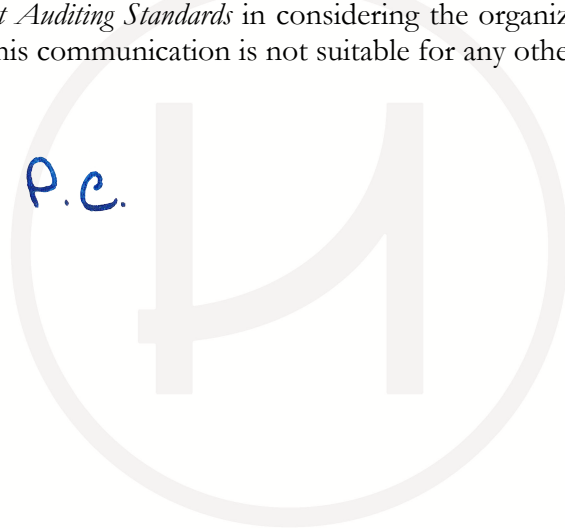 t Auditing Standards in considering the organiz
his communication is not suitable for any othe
P.C.